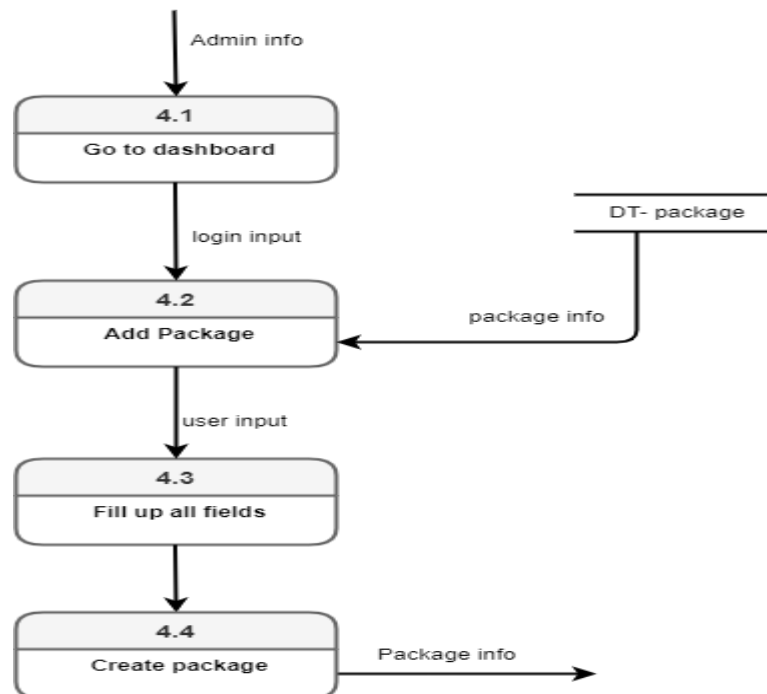 Admin info
4.1
Go to dashboard
login input
DT- package
4.2
Add Package
package info
user input
4.3
Fill up all fields
4.4
Create package
Package info